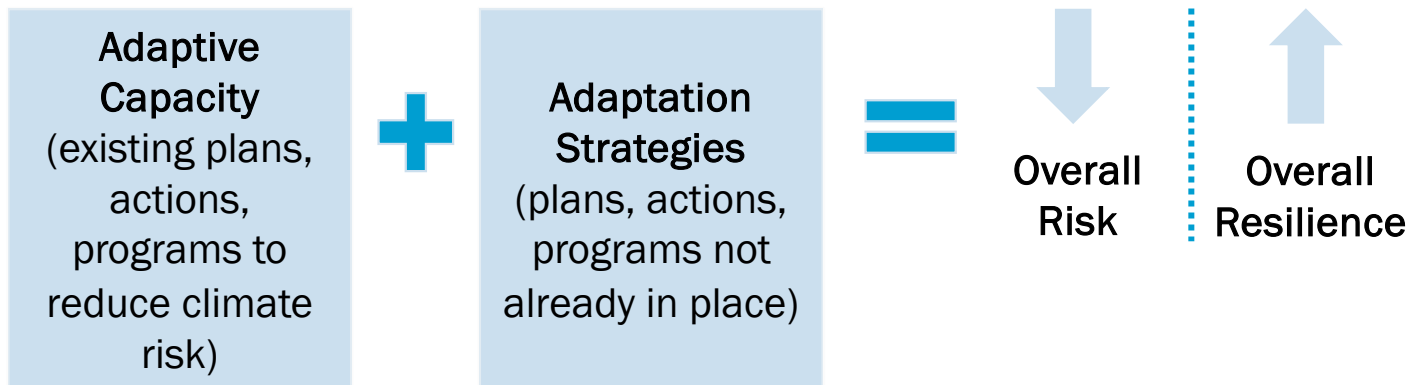 Adaptive
Capacity
(existing plans,
actions,
programs to
reduce climate
risk)
Adaptation
Strategies
(plans, actions,
programs not
already in place)
Overall
Risk
Overall
Resilience